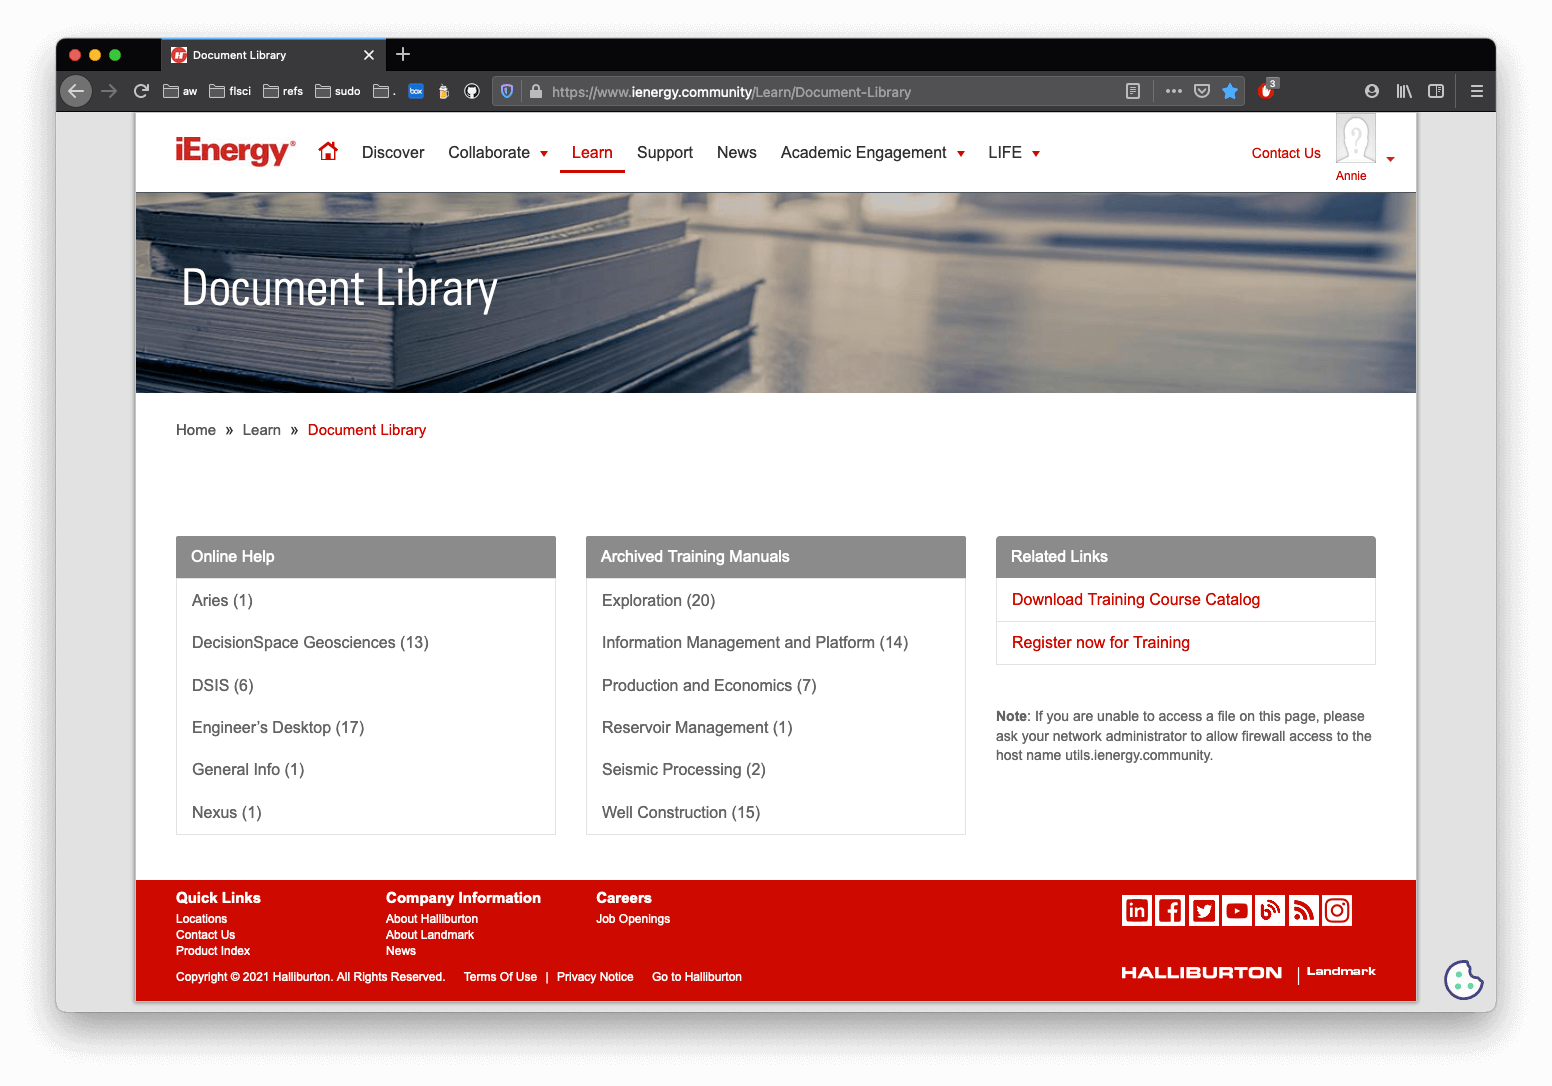 Document Library
aw
flsci
refs
sudo
.
box
https://www.ienergy.community/Learn/Document-Library
3
iEnergy®
Discover
Collaborate
Learn
Support
News
Academic Engagement
LIFE
Contact Us
Annie
Document Library
Home » Learn » Document Library
Online Help
Aries (1)
DecisionSpace Geosciences (13)
DSIS (6)
Engineer’s Desktop (17)
General Info (1)
Nexus (1)
Archived Training Manuals
Exploration (20)
Information Management and Platform (14)
Production and Economics (7)
Reservoir Management (1)
Seismic Processing (2)
Well Construction (15)
Related Links
Download Training Course Catalog
Register now for Training
Note: If you are unable to access a file on this page, please
ask your network administrator to allow firewall access to the
host name utils.ienergy.community.
Quick Links
Locations
Contact Us
Product Index
Company Information
About Halliburton
About Landmark
News
Careers
Job Openings
Copyright © 2021 Halliburton. All Rights Reserved. Terms Of Use | Privacy Notice Go to Halliburton
HALLIBURTON | Landmark